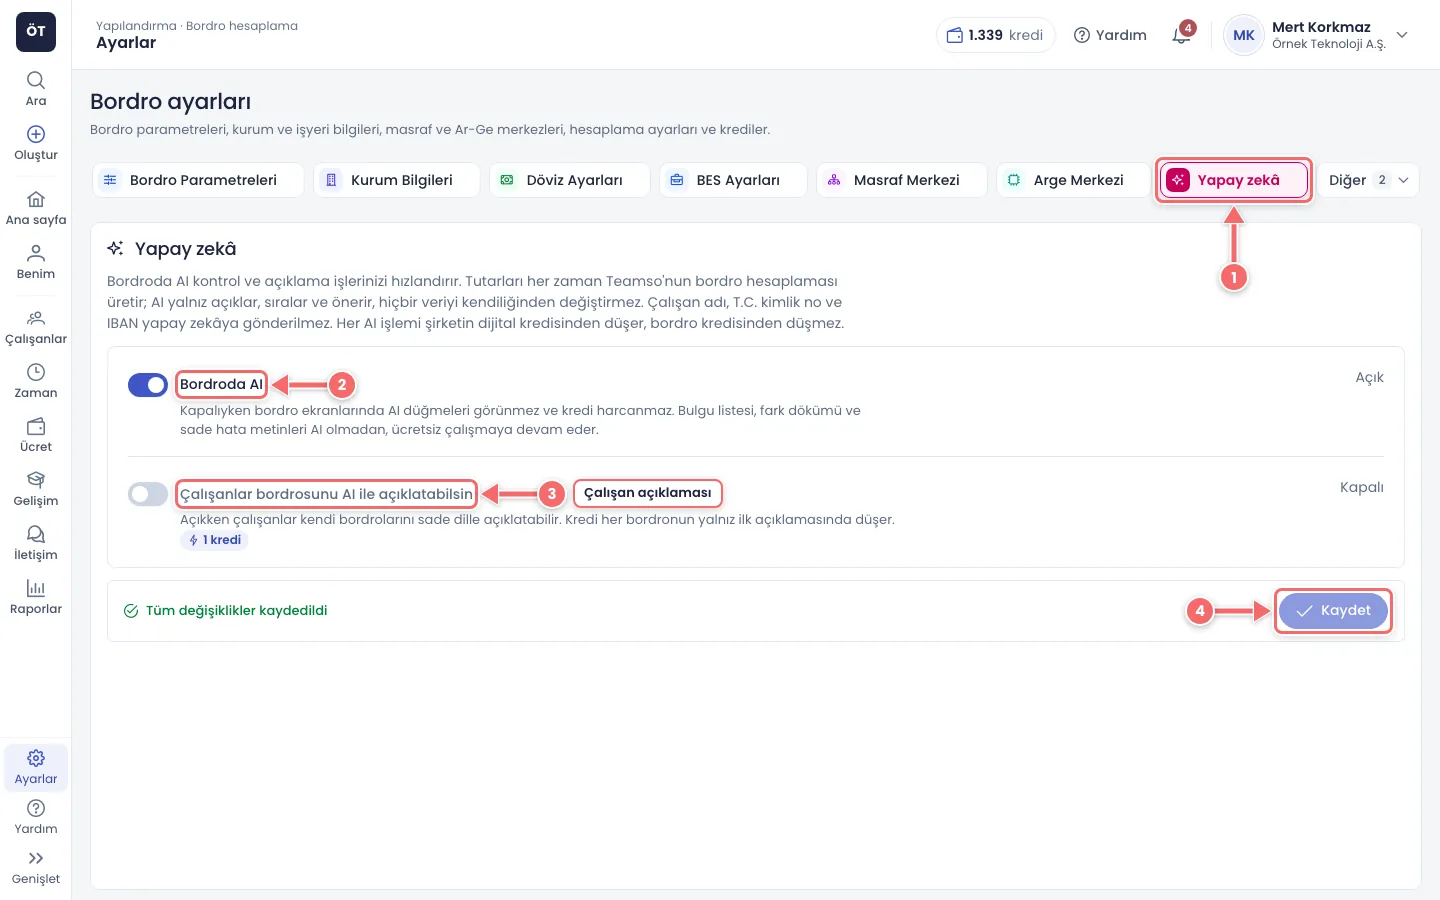 ÖT
Ara
Oluştur
Ana sayfa
Benim
Çalışanlar
Zaman
Ücret
Gelişim
İletişim
Raporlar
Ayarlar
Yardım
Genişlet
Yapılandırma · Bordro hesaplama
Ayarlar
1.339 kredi
Yardım
4
MK
Mert Korkmaz
Örnek Teknoloji A.Ş.
Bordro ayarları
Bordro parametreleri, kurum ve işyeri bilgileri, masraf ve Ar-Ge merkezleri, hesaplama ayarları ve krediler.
Bordro Parametreleri
Kurum Bilgileri
Döviz Ayarları
BES Ayarları
Masraf Merkezi
Arge Merkezi
Yapay zekâ
Diğer 2
1
Yapay zekâ
Bordroda AI kontrol ve açıklama işlerinizi hızlandırır. Tutarları her zaman Teamso'nun bordro hesaplaması
üretir; AI yalnız açıklar, sıralar ve önerir, hiçbir veriyi kendiliğinden değiştirmez. Çalışan adı, T.C. kimlik no ve
IBAN yapay zekâya gönderilmez. Her AI işlemi şirketin dijital kredisinden düşer, bordro kredisinden düşmez.
Bordroda AI
2
Açık
Kapalıyken bordro ekranlarında AI düğmeleri görünmez ve kredi harcanmaz. Bulgu listesi, fark dökümü ve
sade hata metinleri AI olmadan, ücretsiz çalışmaya devam eder.
Çalışanlar bordrosunu AI ile açıklatabilsin
3
Çalışan açıklaması
Kapalı
Açıkken çalışanlar kendi bordrolarını sade dille açıklatabilir. Kredi her bordronun yalnız ilk açıklamasında düşer.
1 kredi
Tüm değişiklikler kaydedildi
4
Kaydet